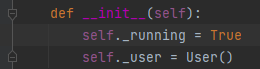 def __init__(self):
self._running = True
self._user = User()